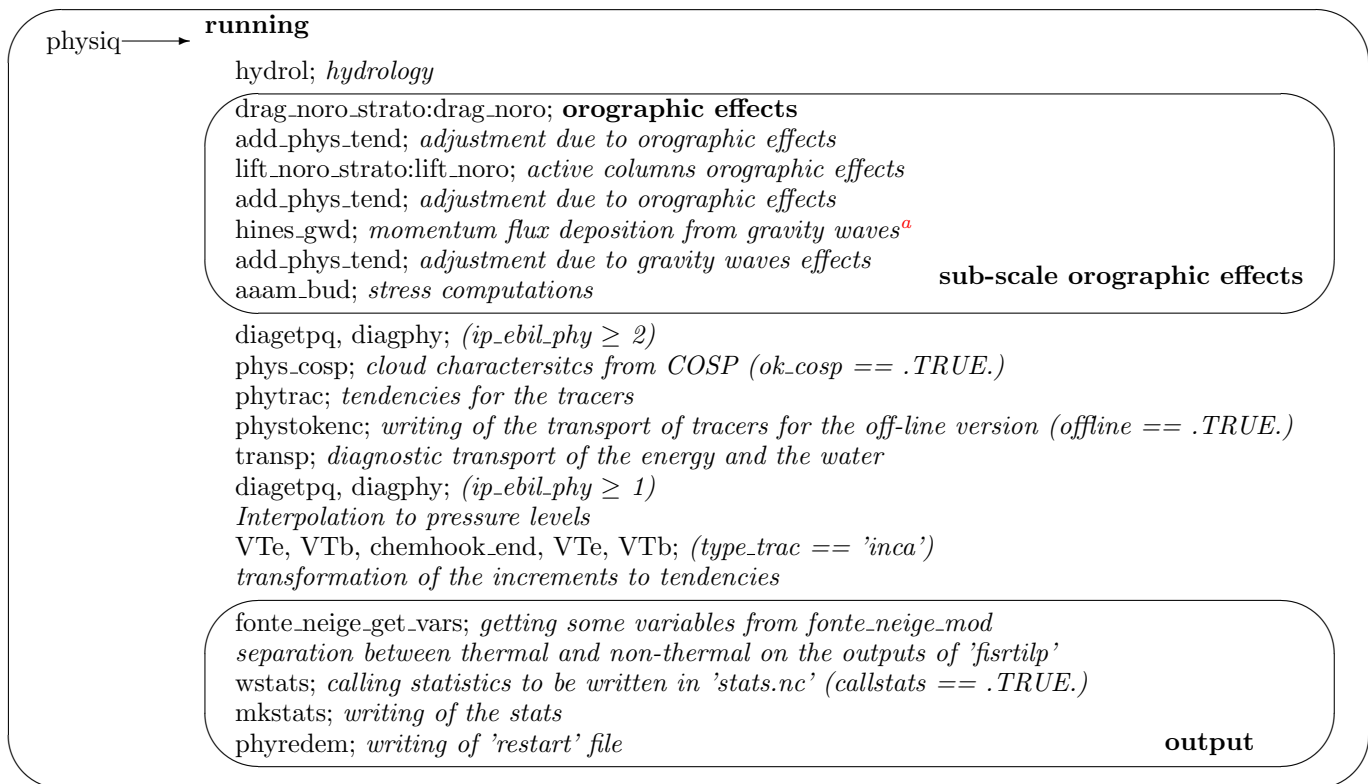 physiq
running
hydrol; hydrology
drag_noro_strato:drag_noro; orographic effects
add_phys_tend; adjustment due to orographic effects
lift_noro_strato:lift_noro; active columns orographic effects
add_phys_tend; adjustment due to orographic effects
hines_gwd; momentum flux deposition from gravity waves^a
add_phys_tend; adjustment due to gravity waves effects
aaam_bud; stress computations
sub-scale orographic effects
diagetpq, diagphy; (ip_ebil_phy ≥ 2)
phys_cosp; cloud charactersitcs from COSP (ok_cosp == .TRUE.)
phytrac; tendencies for the tracers
phystokenc; writing of the transport of tracers for the off-line version (offline == .TRUE.)
transp; diagnostic transport of the energy and the water
diagetpq, diagphy; (ip_ebil_phy ≥ 1)
Interpolation to pressure levels
VTe, VTb, chemhook_end, VTe, VTb; (type_trac == 'inca')
transformation of the increments to tendencies
fonte_neige_get_vars; getting some variables from fonte_neige_mod
separation between thermal and non-thermal on the outputs of 'fisrtilp'
wstats; calling statistics to be written in 'stats.nc' (callstats == .TRUE.)
mkstats; writing of the stats
phyredem; writing of 'restart' file
output